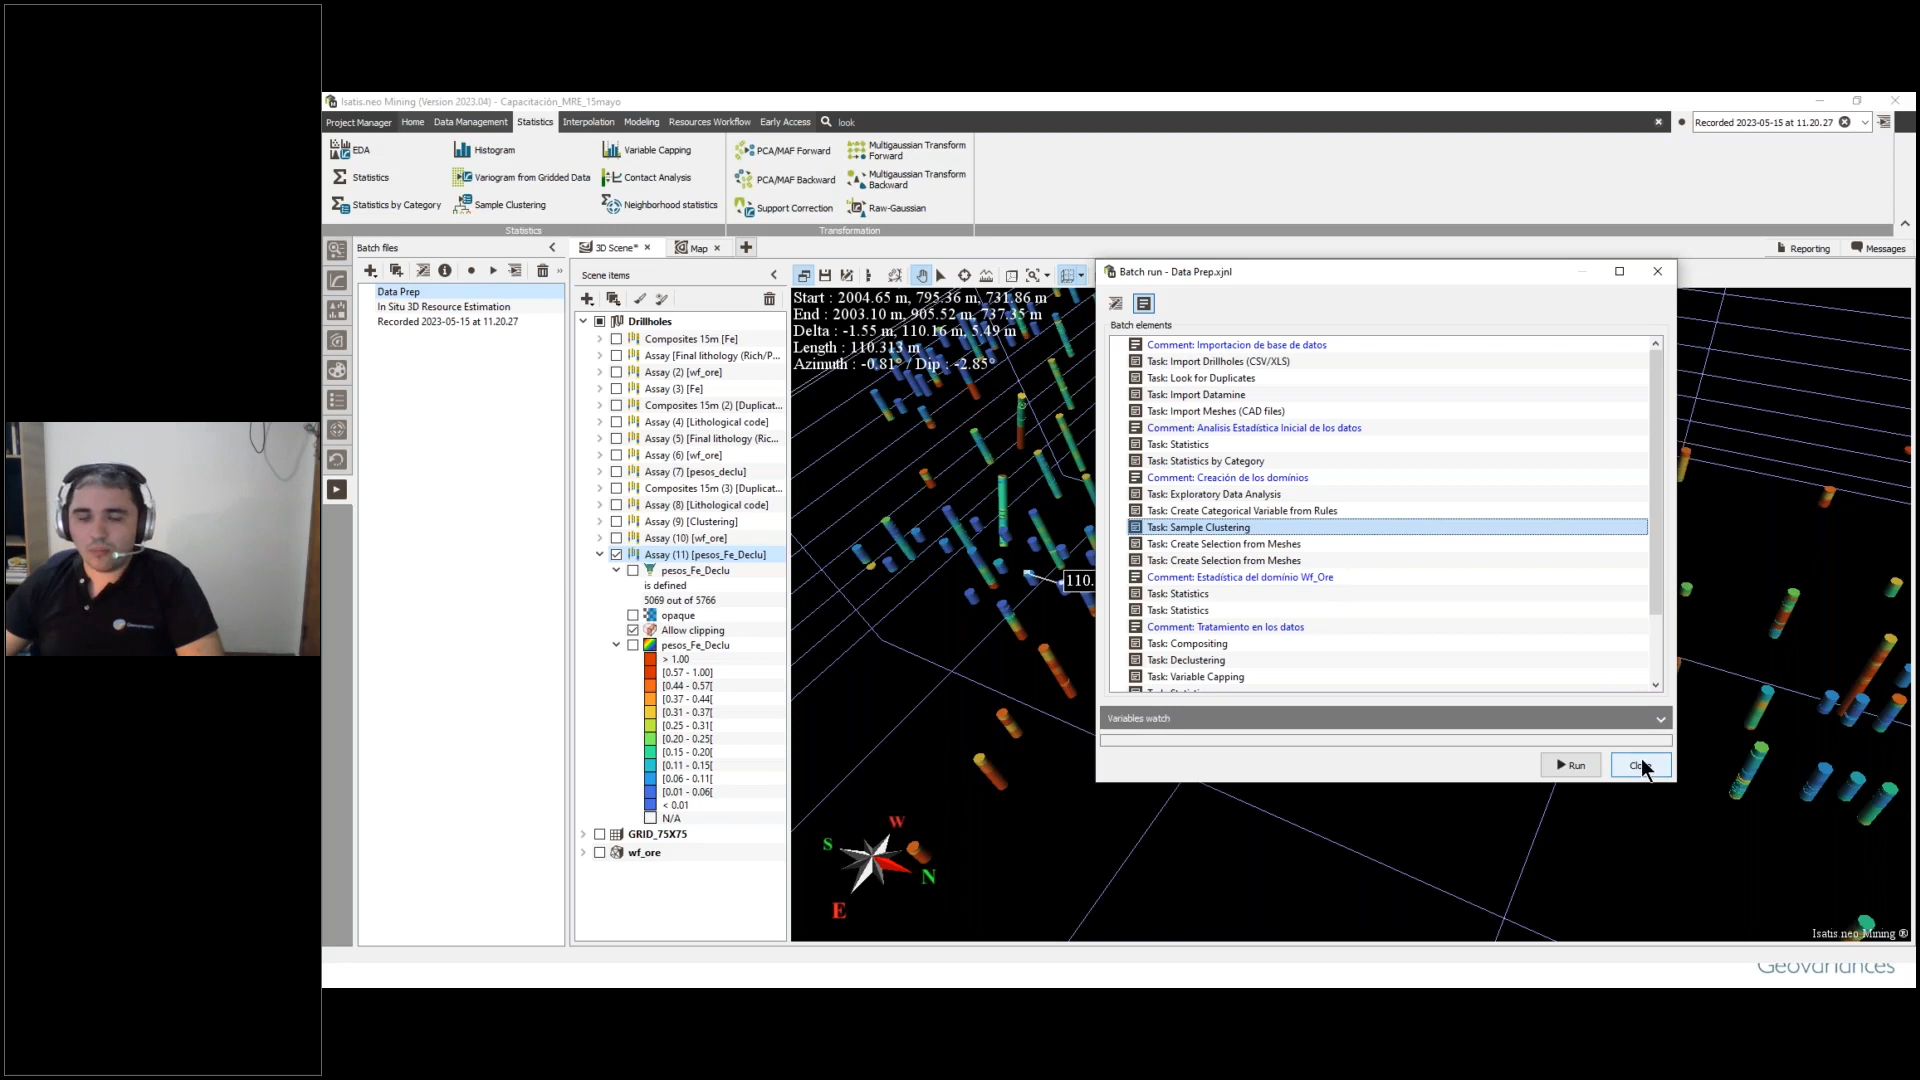 Isatis.neo Mining (Version 2023.04) - Capacitación_MRE_15mayo
Project Manager Home Data Management Statistics Interpolation Modeling Resources Workflow Early Access look
Recorded 2023-05-15 at 11.20.27
EDA
Statistics
Statistics by Category
Histogram
Variogram from Gridded Data
Sample Clustering
Variable Capping
Contact Analysis
Neighborhood statistics
Statistics
PCA/MAF Forward
PCA/MAF Backward
Support Correction
Multigaussian Transform
Forward
Multigaussian Transform
Backward
Raw-Gaussian
Transformation
Batch files
Data Prep
In Situ 3D Resource Estimation
Recorded 2023-05-15 at 11.20.27
3D Scene*
Map
Reporting
Messages
Scene items
Drillholes
Composites 15m [Fe]
Assay [Final lithology (Rich/P...
Assay (2) [wf_ore]
Assay (3) [Fe]
Composites 15m (2) [Duplicat...
Assay (4) [Lithological code]
Assay (5) [Final lithology (Ric...
Assay (6) [wf_ore]
Assay (7) [pesos_declu]
Composites 15m (3) [Duplicat...
Assay (8) [Lithological code]
Assay (9) [Clustering]
Assay (10) [wf_ore]
Assay (11) [pesos_Fe_Declu]
pesos_Fe_Declu
is defined
5069 out of 5766
opaque
Allow clipping
pesos_Fe_Declu
> 1.00
[0.57 - 1.00]
[0.44 - 0.57[
[0.37 - 0.44[
[0.31 - 0.37[
[0.25 - 0.31[
[0.20 - 0.25[
[0.15 - 0.20[
[0.11 - 0.15[
[0.06 - 0.11[
[0.01 - 0.06[
< 0.01
N/A
GRID_75X75
wf_ore
Start : 2004.65 m, 795.36 m, 731.86 m
End : 2003.10 m, 905.52 m, 737.35 m
Delta : -1.55 m, 110.16 m, 5.49 m
Length : 110.313 m
Azimuth : -0.81° / Dip : -2.85°
110.
W
S
N
E
Batch run - Data Prep.xjnl
Batch elements
Comment: Importacion de base de datos
Task: Import Drillholes (CSV/XLS)
Task: Look for Duplicates
Task: Import Datamine
Task: Import Meshes (CAD files)
Comment: Analisis Estadística Inicial de los datos
Task: Statistics
Task: Statistics by Category
Comment: Creación de los domínios
Task: Exploratory Data Analysis
Task: Create Categorical Variable from Rules
Task: Sample Clustering
Task: Create Selection from Meshes
Task: Create Selection from Meshes
Comment: Estadística del domínio Wf_Ore
Task: Statistics
Task: Statistics
Comment: Tratamiento en los datos
Task: Compositing
Task: Declustering
Task: Variable Capping
Variables watch
Run
Isatis.neo Mining ®
Geovariances